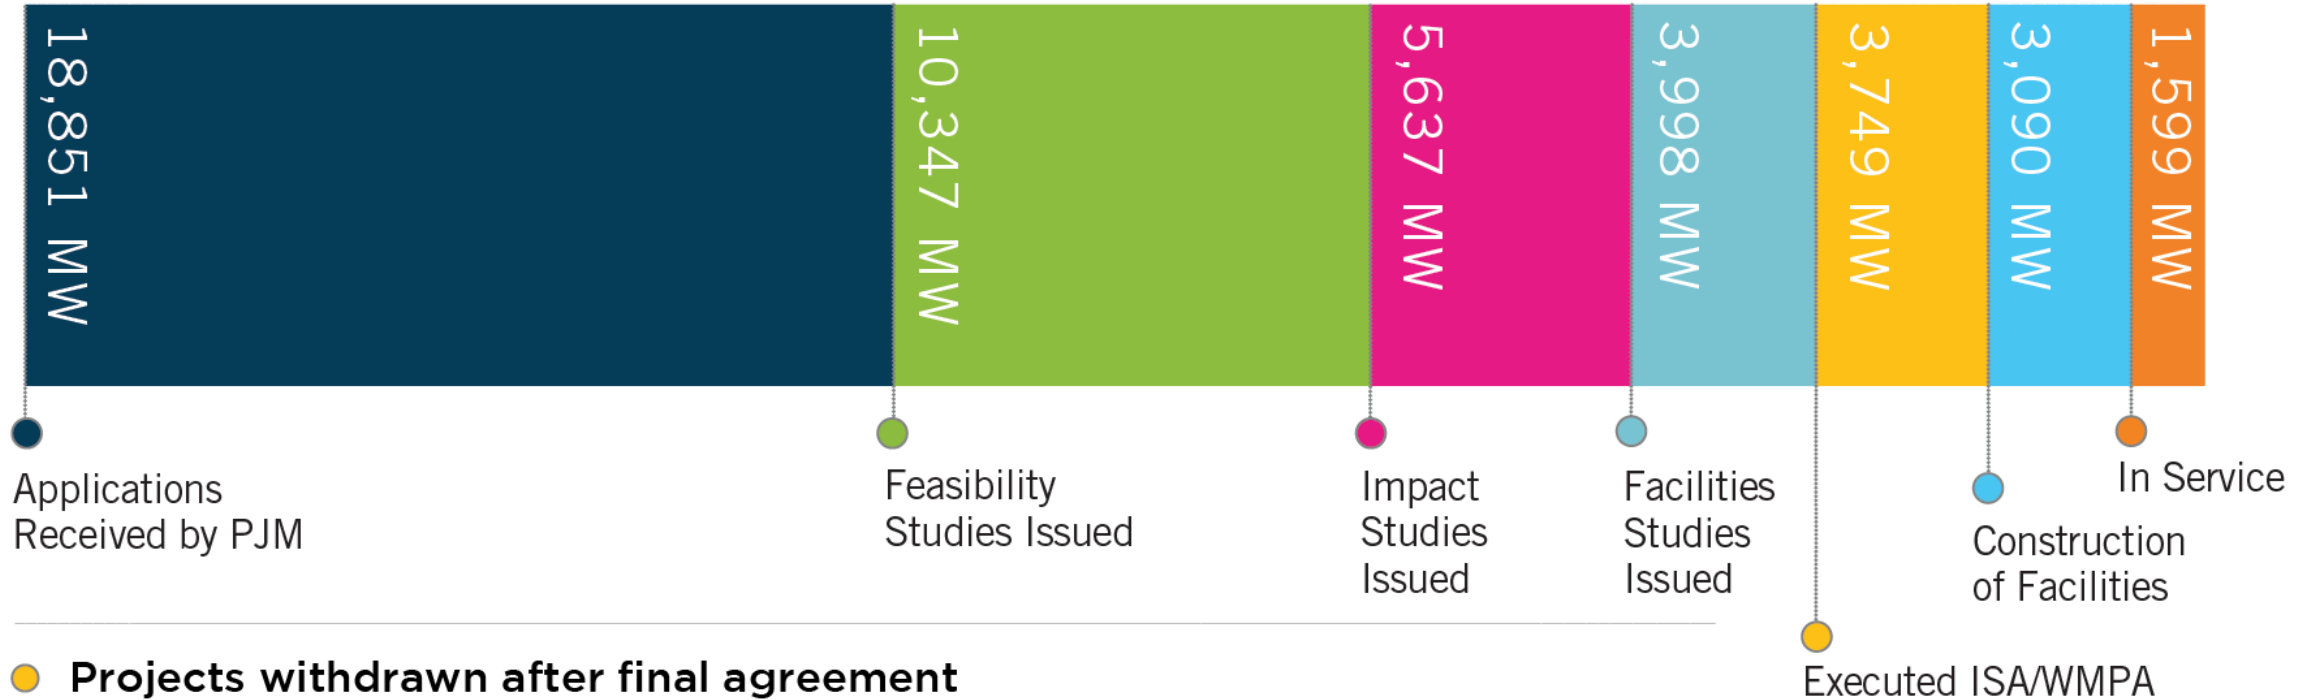 18,851 MW
10,347 MW
5,637 MW
3,998 MW
3,749 MW
3,090 MW
1,599 MW
Applications
Received by PJM
Feasibility
Studies Issued
Impact
Studies
Issued
Facilities
Studies
Issued
Executed ISA/WMPA
Construction
of Facilities
In Service
Projects withdrawn after final agreement